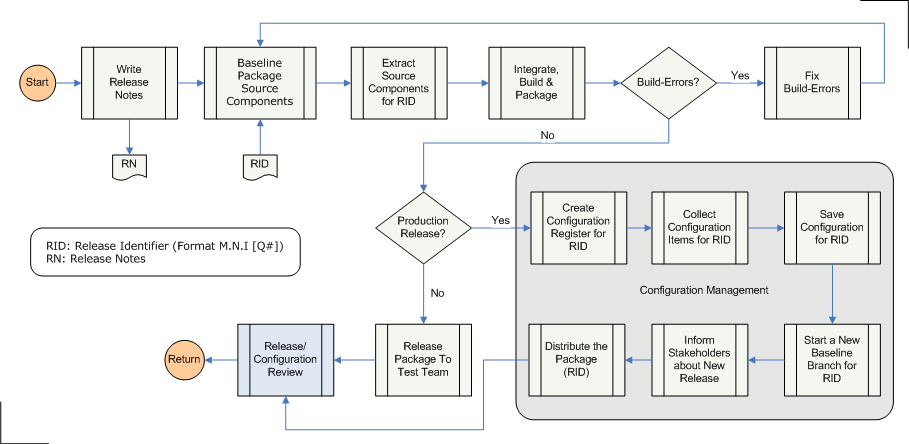 Start
Write
Release
Notes
Baseline
Package
Source
Components
Extract
Source
Components
for RID
Integrate,
Build &
Package
Build-Errors?
Yes
Fix
Build-Errors
RN
RID
No
Production
Release?
Yes
Create
Configuration
Register for
RID
Collect
Configuration
Items for RID
Save
Configuration
for RID
RID: Release Identifier (Format M.N.I [Q#])
RN: Release Notes
No
Configuration Management
Return
Release/
Configuration
Review
Release
Package To
Test Team
Distribute the
Package
(RID)
Inform
Stakeholders
about New
Release
Start a New
Baseline
Branch for
RID